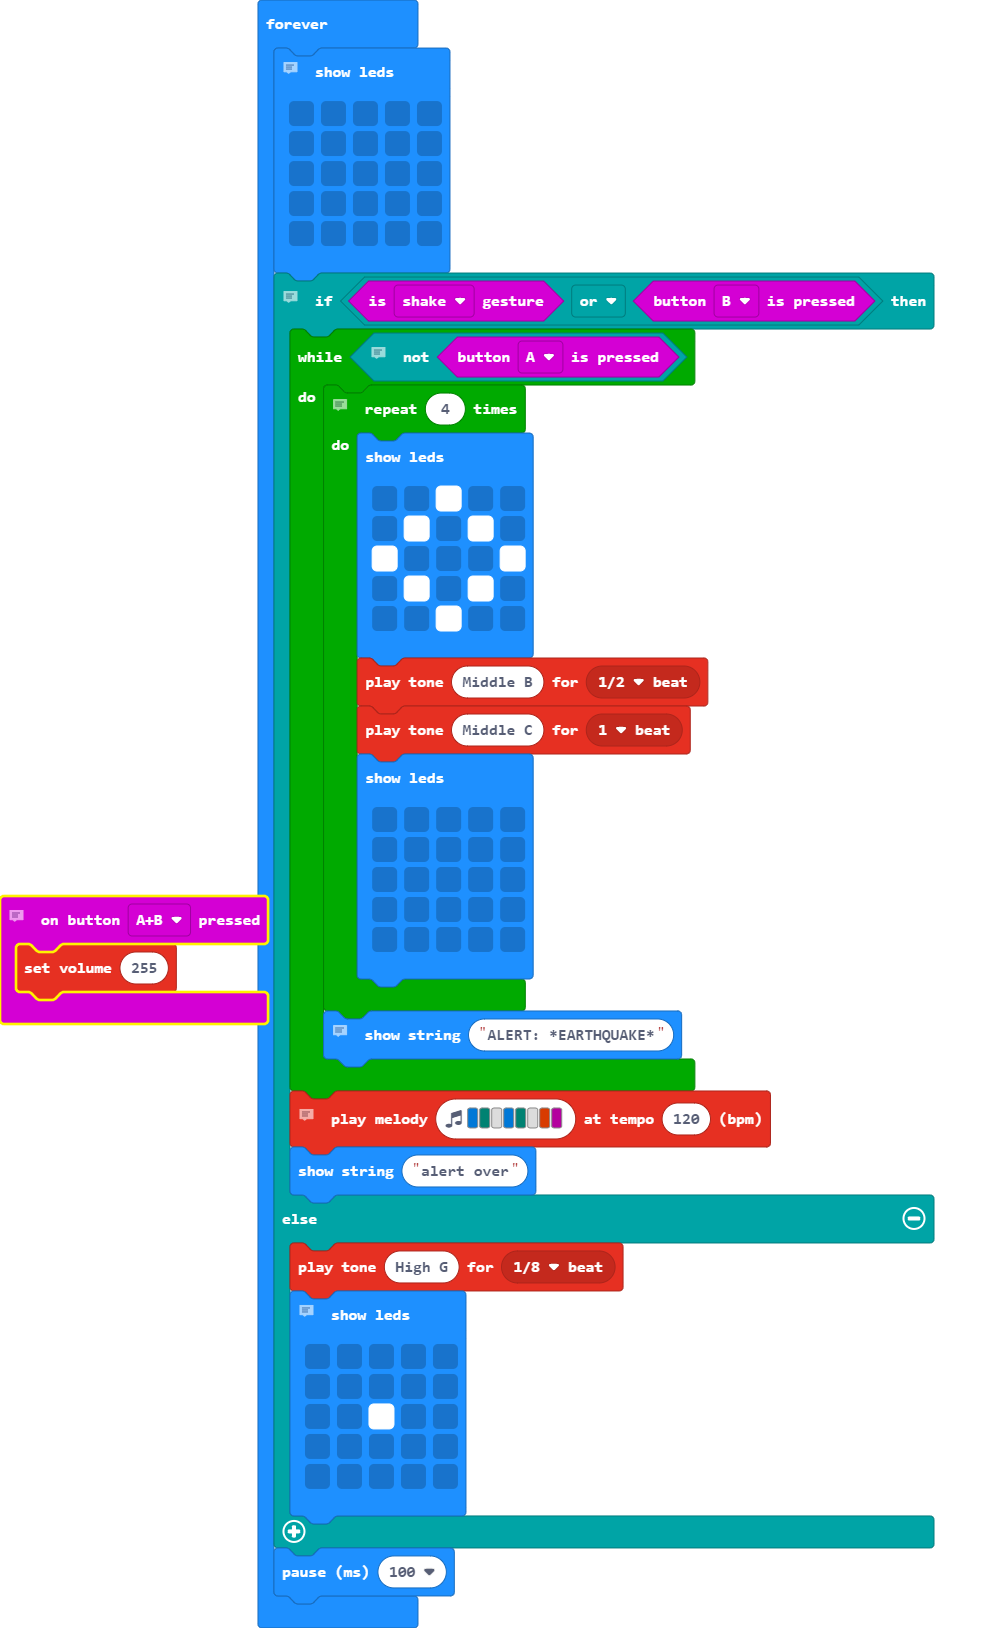 forever
show leds
if is shake gesture or button B is pressed then
while not button A is pressed
do
repeat 4 times
do
show leds
play tone Middle B for 1/2 beat
play tone Middle C for 1 beat
show leds
on button A+B pressed
set volume 255
show string "ALERT: *EARTHQUAKE*"
play melody at tempo 120 (bpm)
show string "alert over"
else
play tone High G for 1/8 beat
show leds
pause (ms) 100